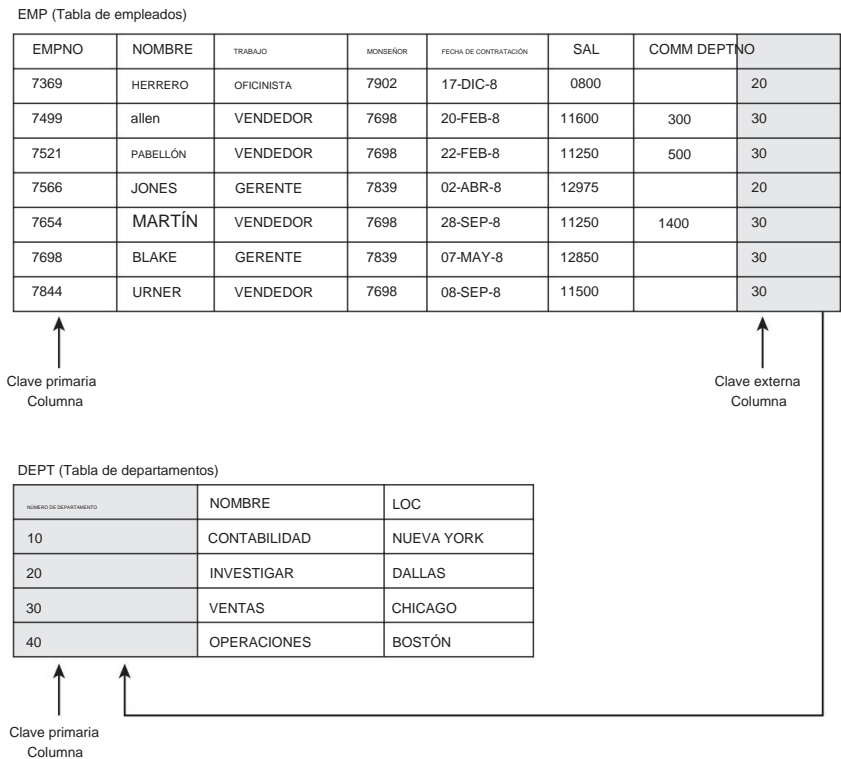 EMP (Tabla de empleados)
EMPNO NOMBRE TRABAJO MONSEÑOR FECHA DE CONTRATACIÓN SAL COMM DEPTNO
7369 HERRERO OFICINISTA 7902 17-DIC-8 0800 20
7499 allen VENDEDOR 7698 20-FEB-8 11600 300 30
7521 PABELLÓN VENDEDOR 7698 22-FEB-8 11250 500 30
7566 JONES GERENTE 7839 02-ABR-8 12975 20
7654 MARTÍN VENDEDOR 7698 28-SEP-8 11250 1400 30
7698 BLAKE GERENTE 7839 07-MAY-8 12850 30
7844 URNER VENDEDOR 7698 08-SEP-8 11500 30
Clave primaria
Columna
Clave externa
Columna
DEPT (Tabla de departamentos)
NÚMERO DE DEPARTAMENTO NOMBRE LOC
10 CONTABILIDAD NUEVA YORK
20 INVESTIGAR DALLAS
30 VENTAS CHICAGO
40 OPERACIONES BOSTÓN
Clave primaria
Columna